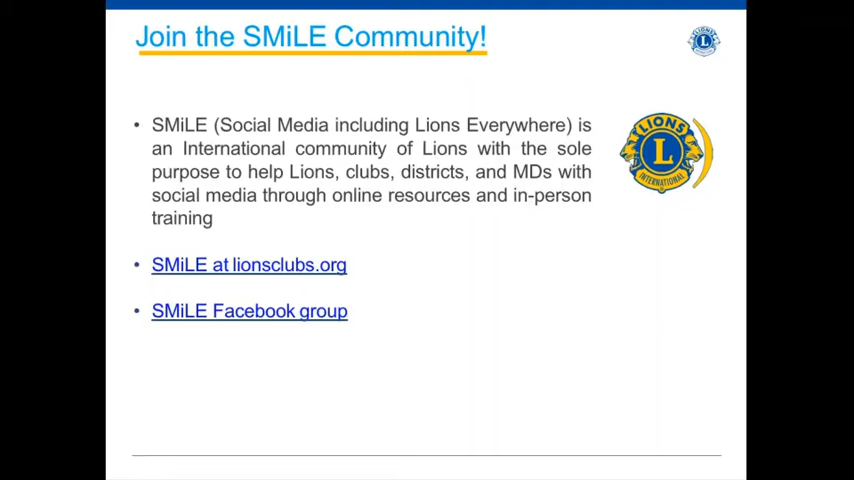 Join the SMiLE Community!
• SMiLE (Social Media including Lions Everywhere) is
an International community of Lions with the sole
purpose to help Lions, clubs, districts, and MDs with
social media through online resources and in-person
training
• SMiLE at lionsclubs.org
• SMiLE Facebook group
LIONS
L
INTERNATIONAL